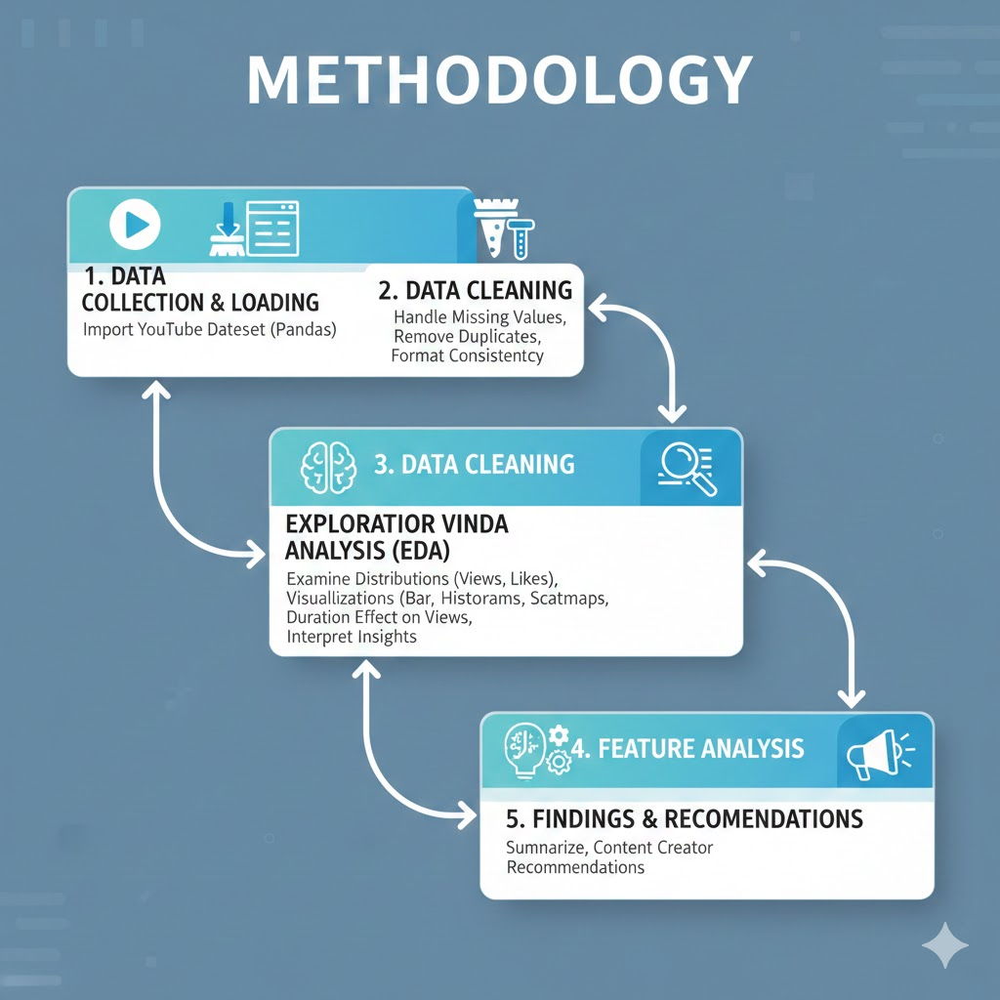 METHODOLOGY
1. DATA
COLLECTION & LOADING
Import YouTube Dateset (Pandas)
2. DATA CLEANING
Handle Missing Values,
Remove Duplicates,
Format Consistentcy
3. DATA CLEANING
EXPLORATIOR VINDA
ANALYSIS (EDA)
Examine Distributions (Views, Likes),
Visuallizations (Bar, Historams, Scatmaps,
Duration Effect on Views,
Interpret Insights
4. FEATURE ANALYSIS
5. FINDINGS & RECOMENDATIONS
Sumnarize, Content Creator
Recommendations